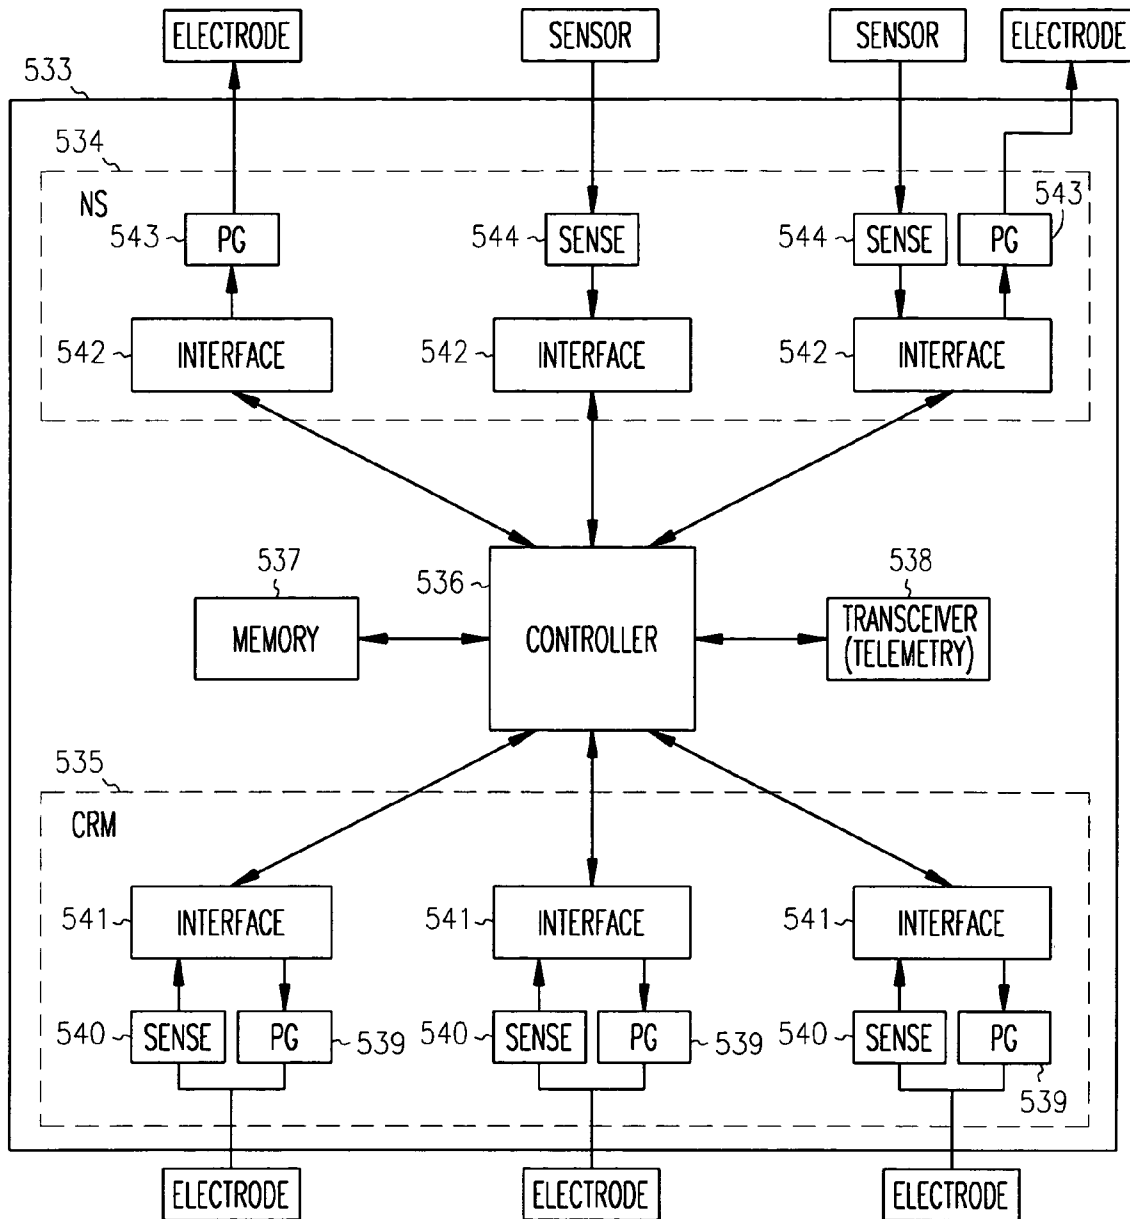 ELECTRODE SENSOR SENSOR ELECTRODE
533
534
NS
543 PG 544 SENSE 544 SENSE PG 543
542 INTERFACE 542 INTERFACE 542 INTERFACE
537 536 538
MEMORY CONTROLLER TRANSCEIVER
(TELEMETRY)
535
CRM
541 INTERFACE 541 INTERFACE 541 INTERFACE
540 SENSE PG 539 540 SENSE PG 539 540 SENSE PG
539
ELECTRODE ELECTRODE ELECTRODE